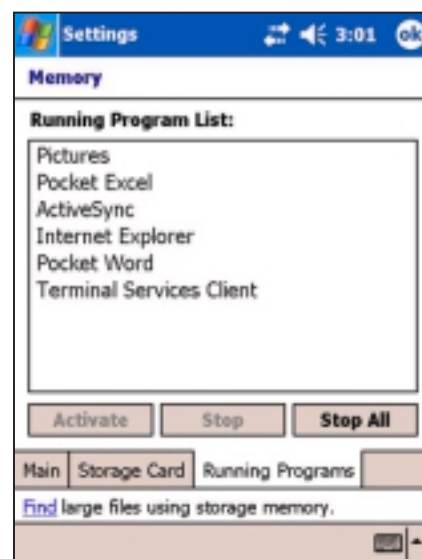 Settings 3:01 ok
Memory
Running Program List:
Pictures
Pocket Excel
ActiveSync
Internet Explorer
Pocket Word
Terminal Services Client
Activate Stop Stop All
Main Storage Card Running Programs
Find large files using storage memory.